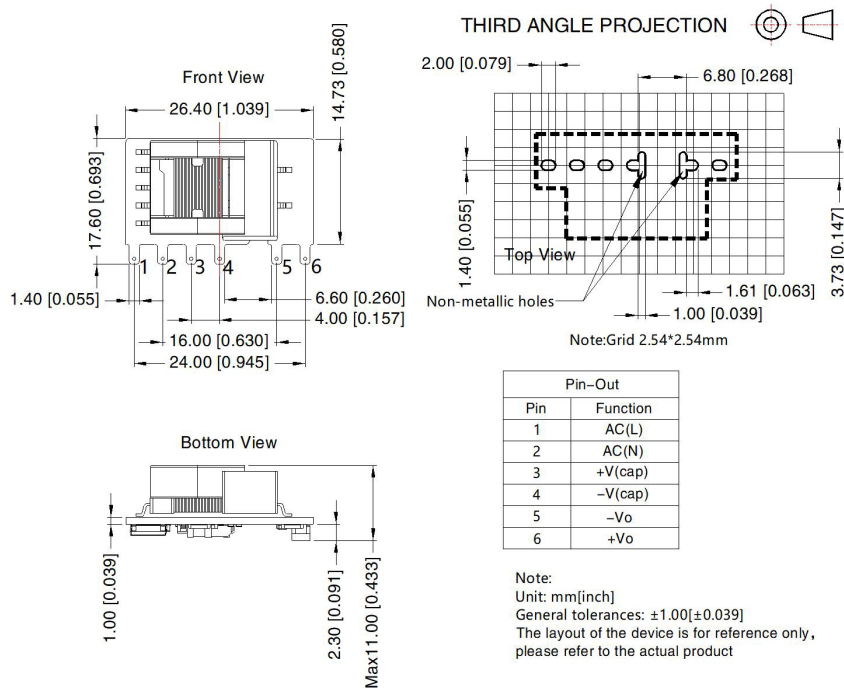 THIRD ANGLE PROJECTION
Front View
26.40 [1.039]
14.73 [0.580]
17.60 [0.693]
1 2 3 4 5 6
1.40 [0.055]
6.60 [0.260]
4.00 [0.157]
16.00 [0.630]
24.00 [0.945]
2.00 [0.079]
6.80 [0.268]
1.40 [0.055]
3.73 [0.147]
Top View
Non-metallic holes
1.61 [0.063]
1.00 [0.039]
Note:Grid 2.54*2.54mm
Pin–Out
Pin Function
1 AC(L)
2 AC(N)
3 +V(cap)
4 –V(cap)
5 –Vo
6 +Vo
Bottom View
1.00 [0.039]
2.30 [0.091]
Max11.00 [0.433]
Note:
Unit: mm[inch]
General tolerances: ±1.00[±0.039]
The layout of the device is for reference only，
please refer to the actual product